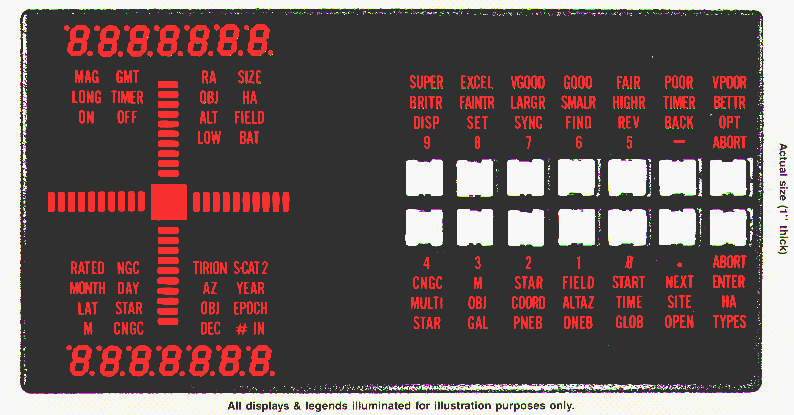 8.8.8.8.8.8.8.
MAG GMT RA SIZE
LONG TIMER OBJ HA
ON OFF ALT FIELD
LOW BAT
RATED NGC TIRION S-CAT 2
MONTH DAY AZ YEAR
LAT STAR OBJ EPOCH
M CNGC DEC # IN
8.8.8.8.8.8.8.
SUPER EXCEL VGOOD GOOD FAIR POOR VPOOR
BRITR FAINTR LARGR SMALR HIGHR TIMER BETTR
DISP SET SYNC FIND REV BACK OPT
9 8 7 6 5 — ABORT
4 3 2 1 0 . ABORT
CNGC M STAR FIELD START NEXT ENTER
MULTI OBJ COORD ALTAZ TIME SITE HA
STAR GAL PNEB ONEB GLOB OPEN TYPES
Actual size (1" thick)
All displays & legends illuminated for illustration purposes only.